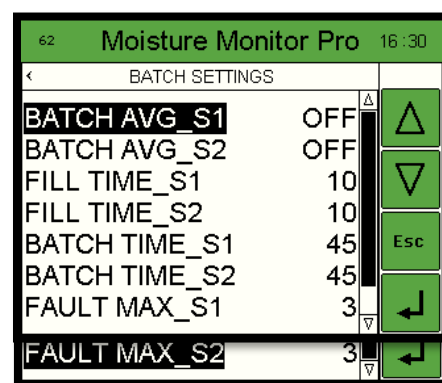 62 Moisture Monitor Pro 16:30
‹ BATCH SETTINGS
BATCH AVG_S1 OFF
BATCH AVG_S2 OFF
FILL TIME_S1 10
FILL TIME_S2 10
BATCH TIME_S1 45
Esc
BATCH TIME_S2 45
FAULT MAX_S1 3
FAULT MAX_S2 3